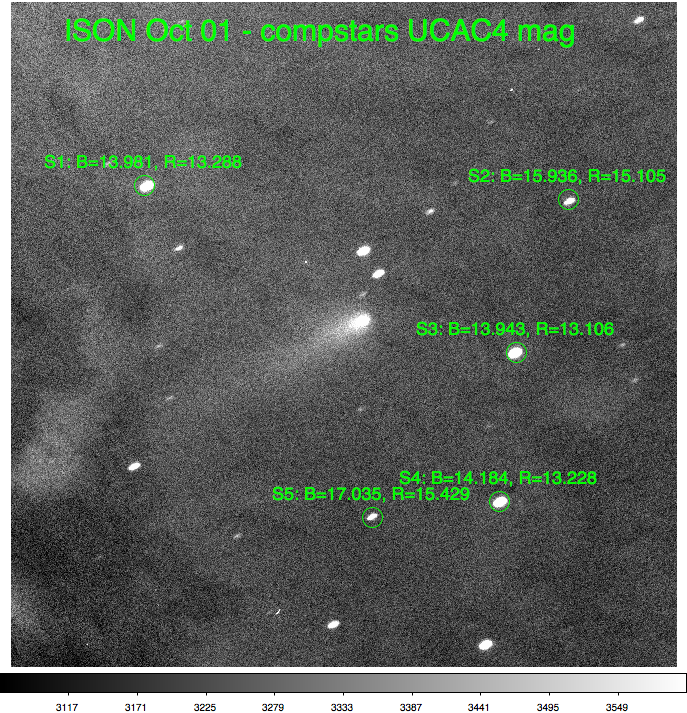 ISON Oct 01 - compstars UCAC4 mag
S1: B=13.981, R=13.288
S2: B=15.936, R=15.105
S3: B=13.943, R=13.106
S4: B=14.184, R=13.228
S5: B=17.035, R=15.429
3117 3171 3225 3279 3333 3387 3441 3495 3549